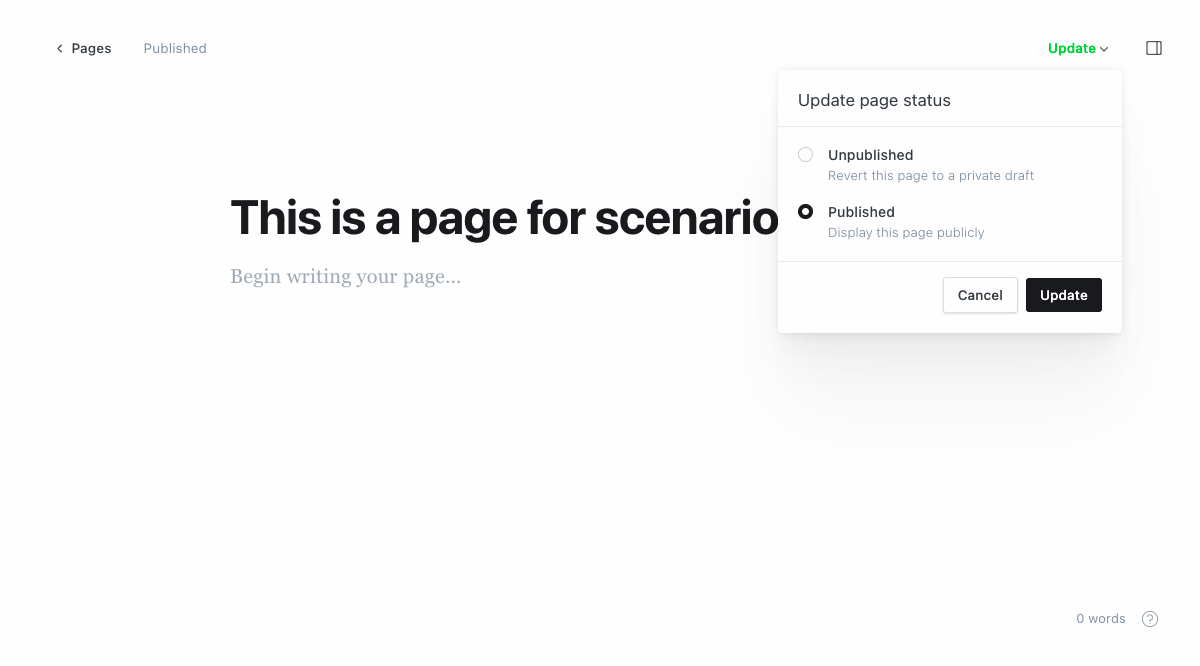 Pages Published Update
Update page status
Unpublished
Revert this page to a private draft
This is a page for scenario
Published
Display this page publicly
Begin writing your page...
Cancel Update
0 words